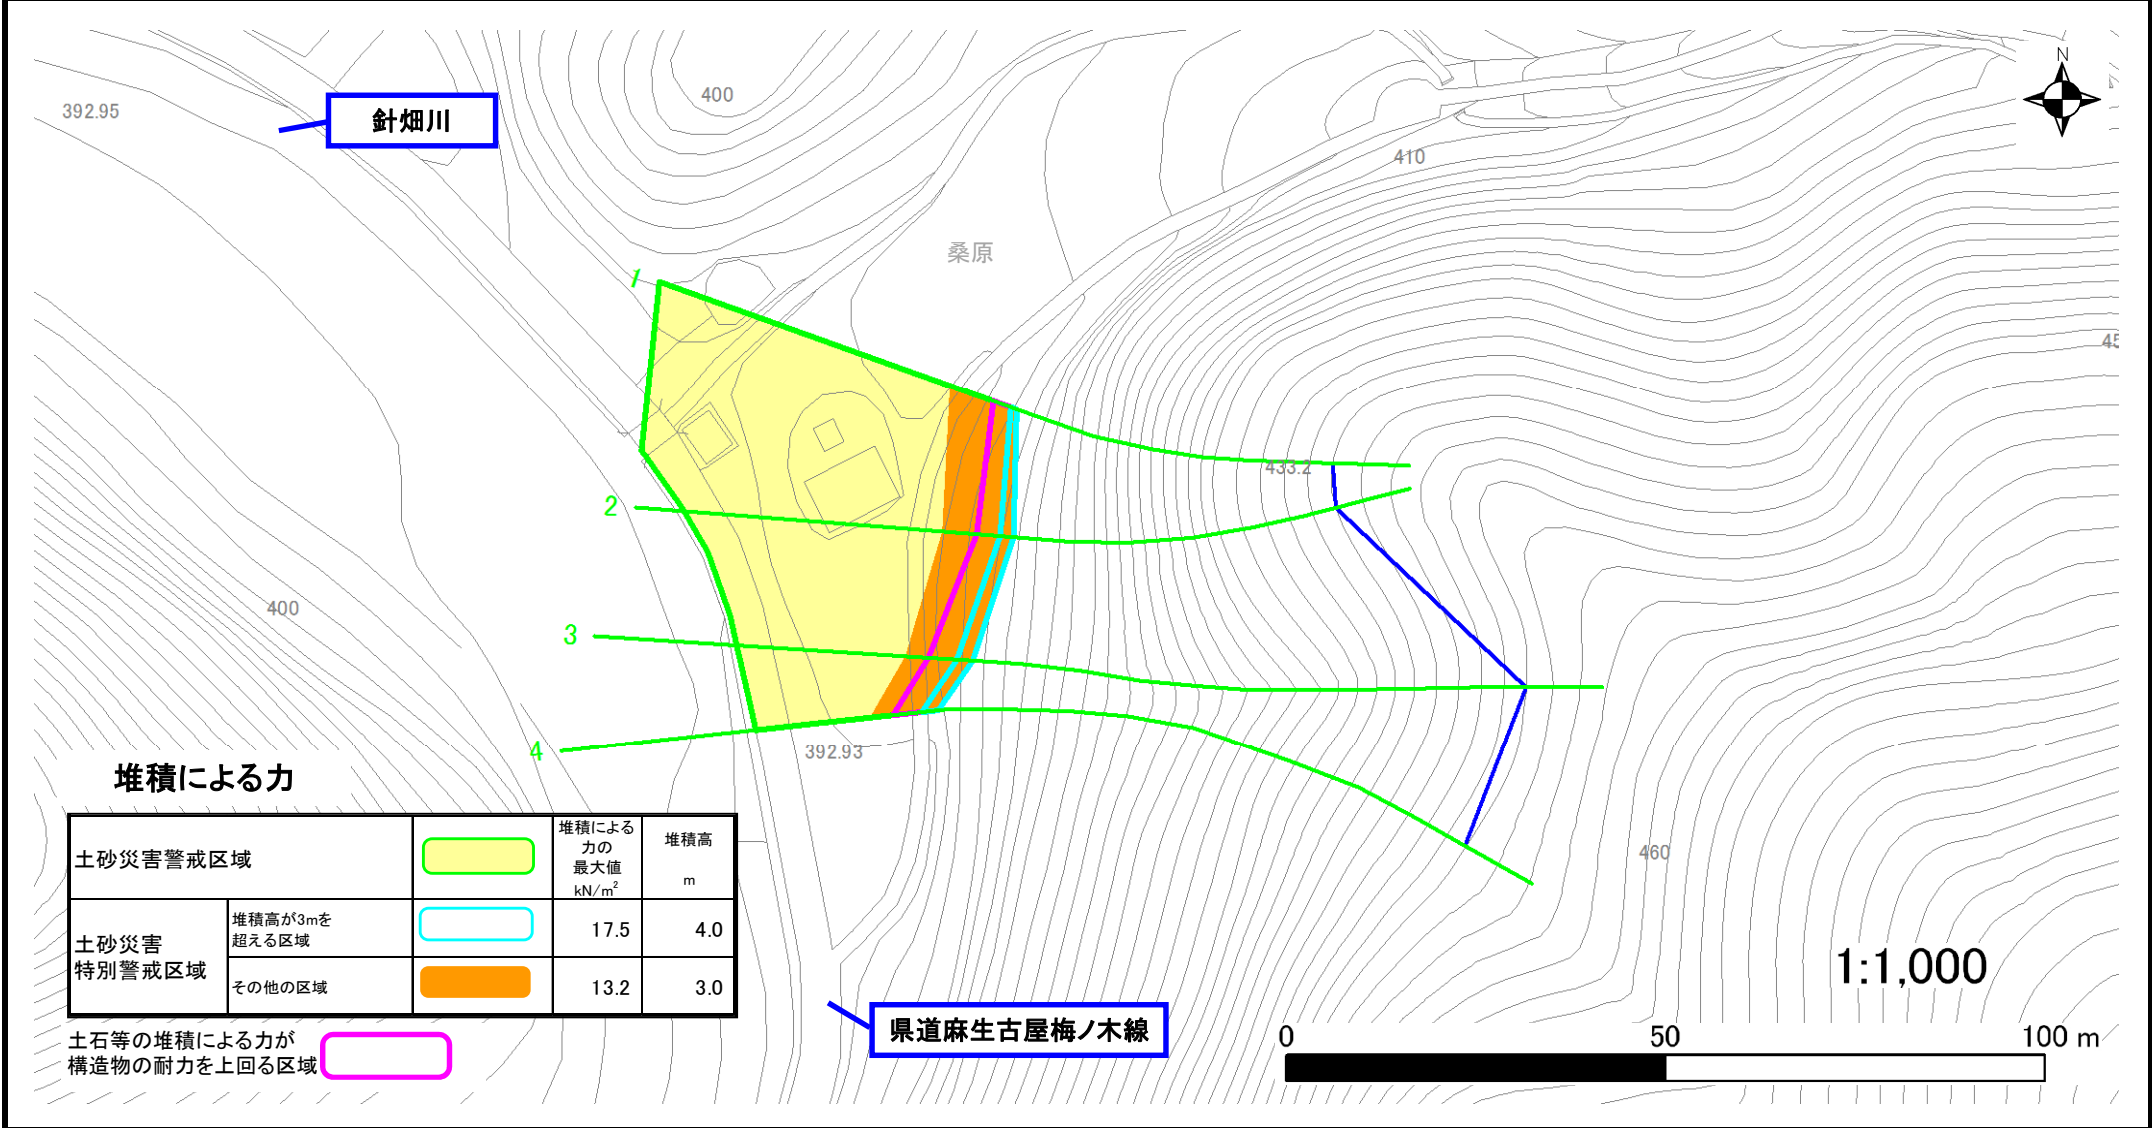 N
392.95
針畑川
400
410
桑原
1
45
433.2
2
400
3
4
392.93
460
堆積による力
土砂災害警戒区域
堆積による
力の
最大値
kN/m²
堆積高
m
土砂災害
特別警戒区域
堆積高が3mを
超える区域
17.5
4.0
その他の区域
13.2
3.0
土石等の堆積による力が
構造物の耐力を上回る区域
県道麻生古屋梅ノ木線
1:1,000
0 50 100 m